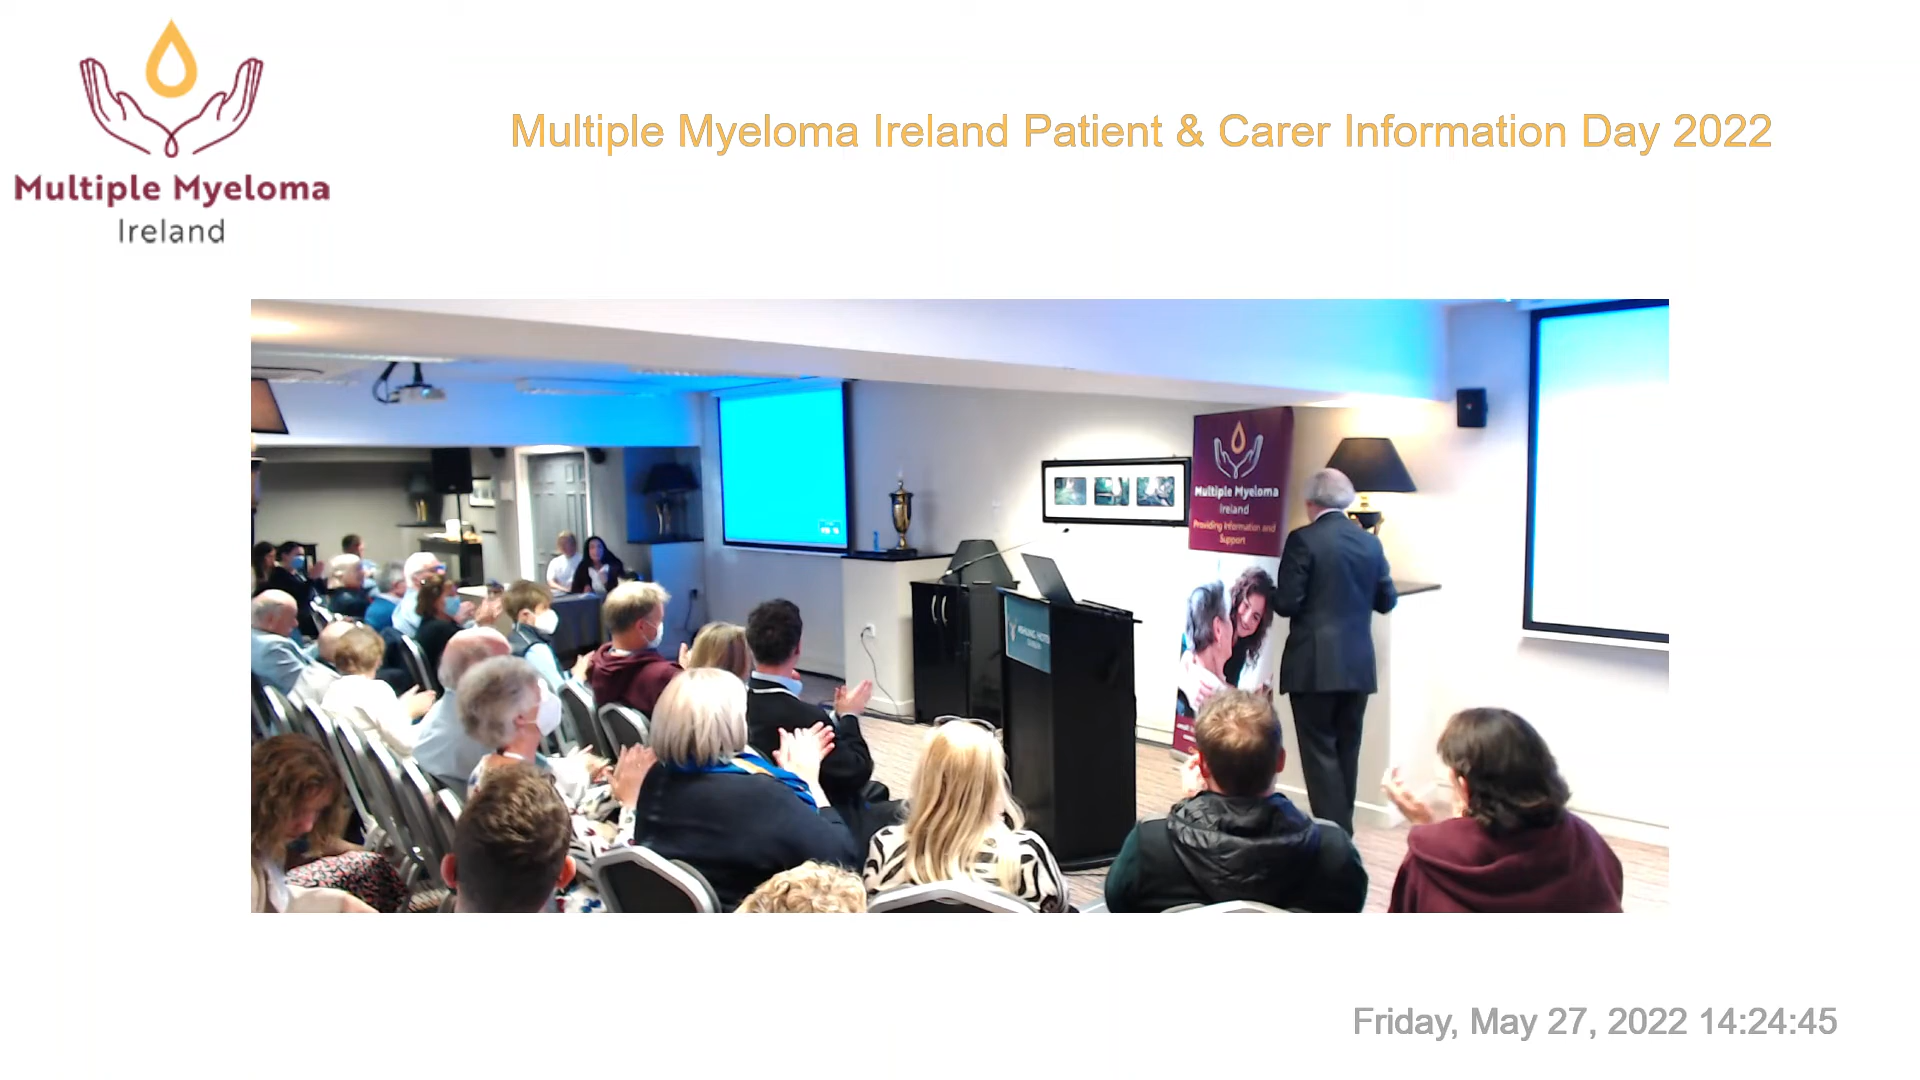 Multiple Myeloma
Ireland
Multiple Myeloma Ireland Patient & Carer Information Day 2022
Multiple Myeloma
Ireland
Providing Information and
Support
Friday, May 27, 2022 14:24:45